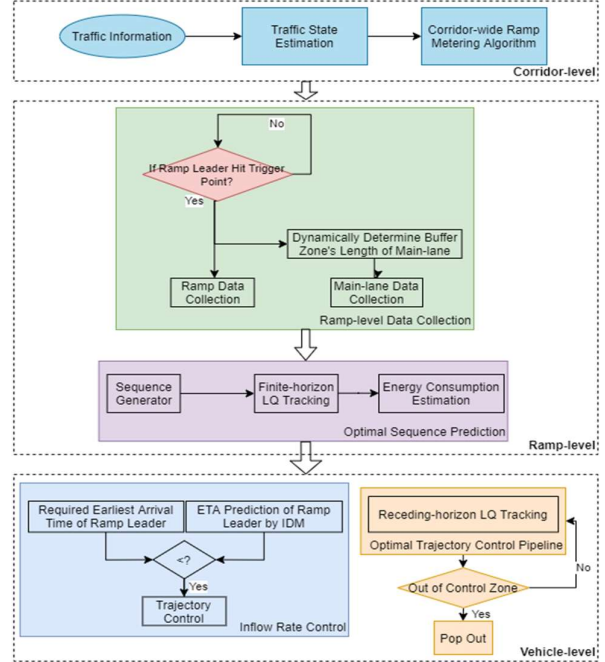 Traffic Information
Traffic State
Estimation
Corridor-wide Ramp
Metering Algorithm
Corridor-level
No
If Ramp Leader Hit Trigger
Point?
Yes
Dynamically Determine Buffer
Zone's Length of Main-lane
Ramp Data
Collection
Main-lane Data
Collection
Ramp-level Data Collection
Sequence
Generator
Finite-horizon
LQ Tracking
Energy Consumption
Estimation
Optimal Sequence Prediction
Ramp-level
Required Earliest Arrival
Time of Ramp Leader
ETA Prediction of Ramp
Leader by IDM
<?
Yes
Trajectory
Control
Inflow Rate Control
Receding-horizon LQ Tracking
Optimal Trajectory Control Pipeline
No
Out of Control Zone
Yes
Pop Out
Vehicle-level